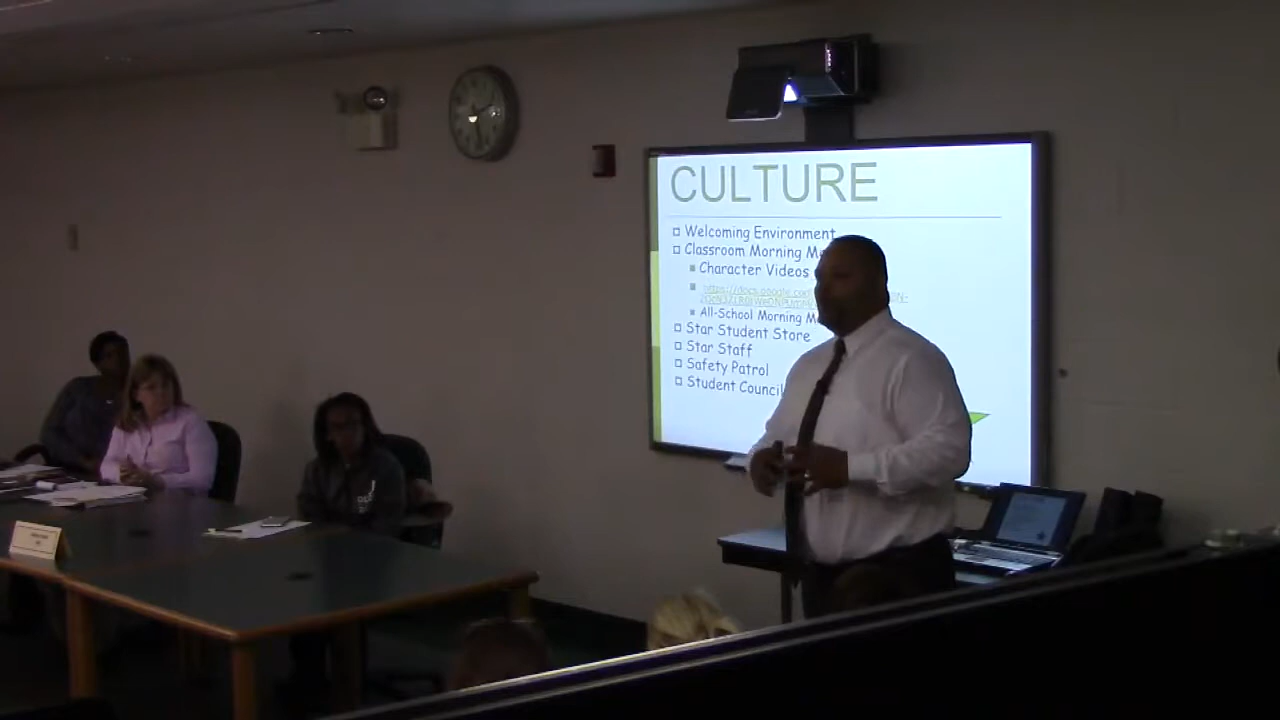 CULTURE
Welcoming Environment
Classroom Morning
Character Videos
All-School Morning
Star Student Store
Star Staff
Safety Patrol
Student Council